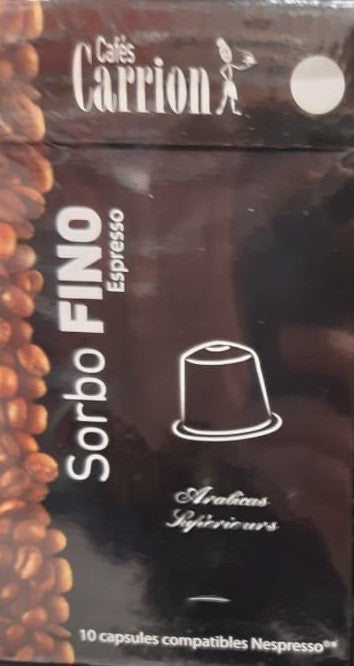 Cafés
Carrion
Sorbo FINO
Espresso
Arabicas
Supérieurs
10 capsules compatibles Nespresso®*